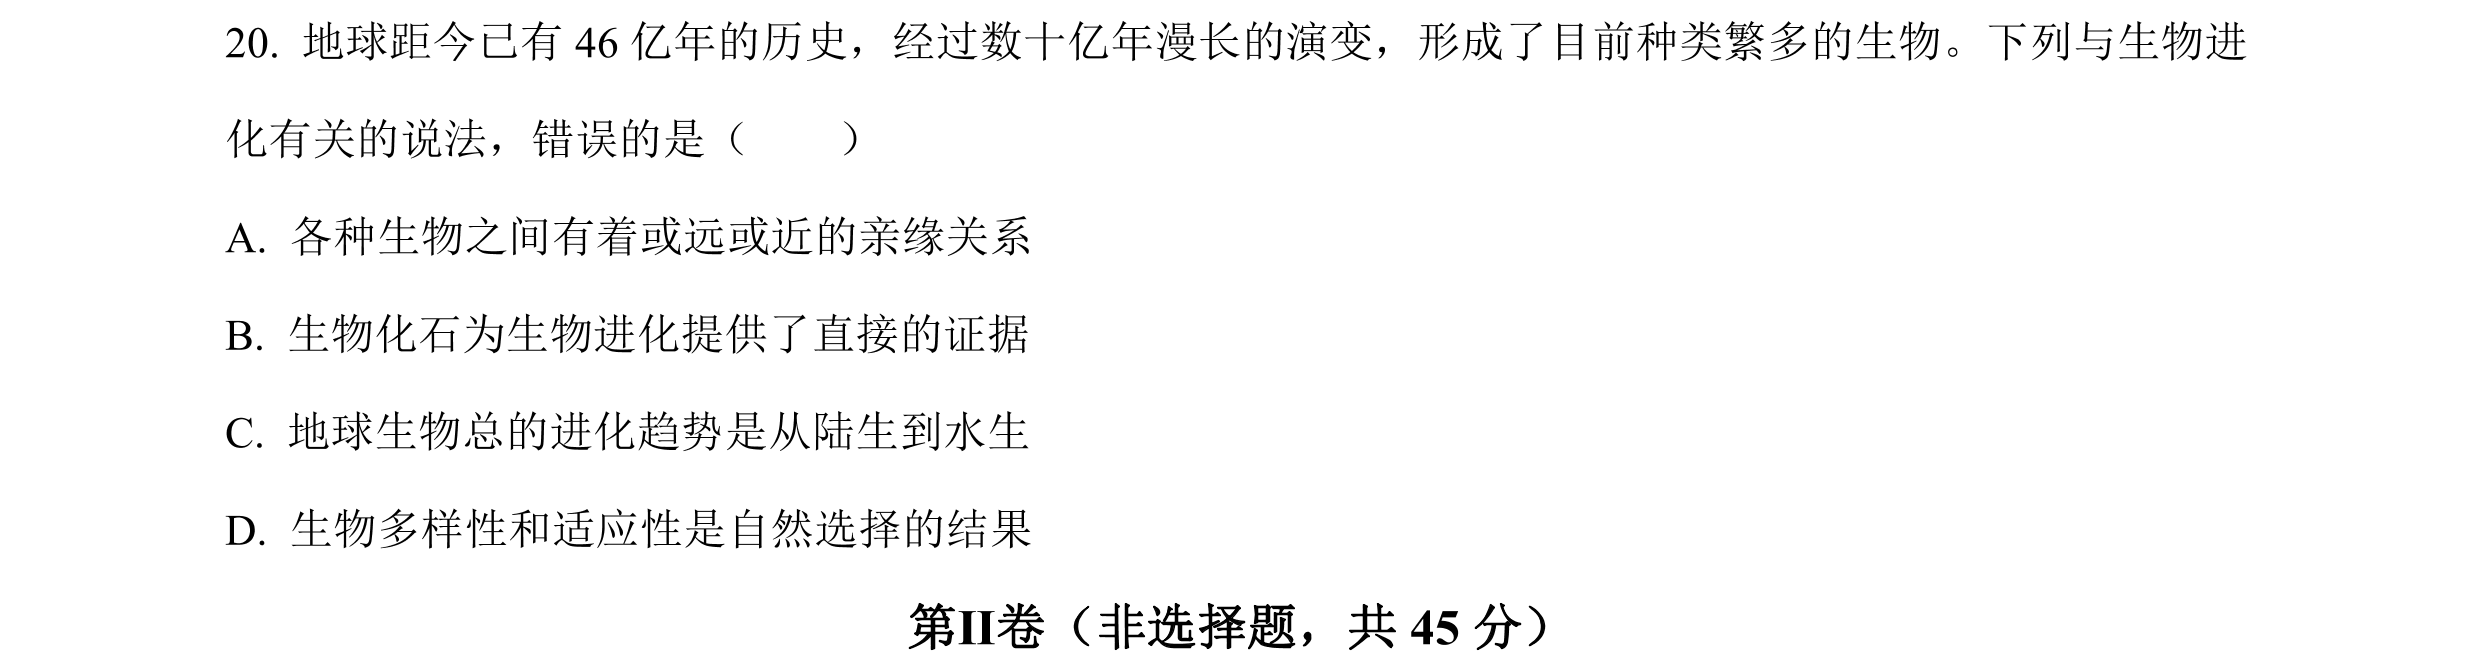 20. 地球距今已有 46 亿年的历史，经过数十亿年漫长的演变，形成了目前种类繁多的生物。下列与生物进
化有关的说法，错误的是（　　）
A. 各种生物之间有着或远或近的亲缘关系
B. 生物化石为生物进化提供了直接的证据
C. 地球生物总的进化趋势是从陆生到水生
D. 生物多样性和适应性是自然选择的结果
第II卷（非选择题，共 45 分）